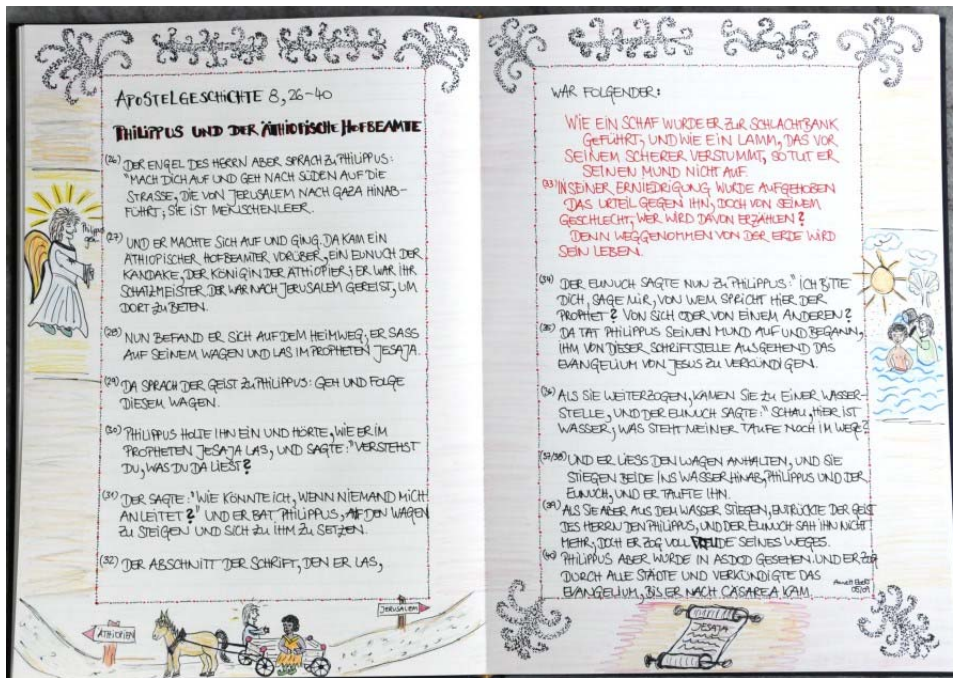 APOSTELGESCHICHTE 8, 26-40
PHILIPPUS UND DER ÄTHIOPISCHE HOFBEAMTE
(26) DER ENGEL DES HERRN ABER SPRACH ZU PHILIPPUS:
"MACH DICH AUF UND GEH NACH SÜDEN AUF DIE
STRASSE, DIE VON JERUSALEM NACH GAZA HINAB-
FÜHRT; SIE IST MENSCHENLEER.
(27) UND ER MACHTE SICH AUF UND GING. DA KAM EIN
ÄTHIOPISCHER HOFBEAMTER VORÜBER, EIN EUNUCH DER
KANDAKE, DER KÖNIGIN DER ÄTHIOPIER; ER WAR IHR
SCHATZMEISTER. DER WAR NACH JERUSALEM GEREIST, UM
DORT ZU BETEN.
(28) NUN BEFAND ER SICH AUF DEM HEIMWEG, ER SASS
AUF SEINEM WAGEN UND LAS IM PROPHETEN JESAJA.
(29) DA SPRACH DER GEIST ZU PHILIPPUS: GEH UND FOLGE
DIESEM WAGEN.
(30) PHILIPPUS HOLTE IHN EIN UND HÖRTE, WIE ER IM
PROPHETEN JESAJA LAS, UND SAGTE: "VERSTEHST
DU, WAS DU DA LIEST?
(31) DER SAGTE: "WIE KÖNNTE ICH, WENN NIEMAND MICH
ANLEITET?" UND ER BAT PHILIPPUS, AUF DEN WAGEN
ZU STEIGEN UND SICH ZU IHM ZU SETZEN.
(32) DER ABSCHNITT DER SCHRIFT, DEN ER LAS,
ÄTHIOPIEN
JERUSALEM
WAR FOLGENDER:
WIE EIN SCHAF WURDE ER ZUR SCHLACHTBANK
GEFÜHRT; UND WIE EIN LAMM, DAS VOR
SEINEM SCHERER VERSTUMMT, SO TUT ER
SEINEN MUND NICHT AUF.
(33) IN SEINER ERNIEDRIGUNG WURDE AUFGEHOBEN
DAS URTEIL GEGEN IHN; DOCH VON SEINEM
GESCHLECHT, WER WIRD DAVON ERZÄHLEN?
DENN WEGGENOMMEN VON DER ERDE WIRD
SEIN LEBEN.
(34) DER EUNUCH SAGTE NUN ZU PHILIPPUS: "ICH BITTE
DICH, SAGE MIR, VON WEM SPRICHT HIER DER
PROPHET? VON SICH ODER VON EINEM ANDEREN?
(35) DA TAT PHILIPPUS SEINEN MUND AUF UND BEGANN,
IHM VON DIESER SCHRIFTSTELLE AUSGEHEND DAS
EVANGELIUM VON JESUS ZU VERKÜNDIGEN.
(36) ALS SIE WEITERZOGEN, KAMEN SIE ZU EINER WASSER-
STELLE, UND DER EUNUCH SAGTE: "SCHAU, HIER IST
WASSER; WAS STEHT MEINER TAUFE NOCH IM WEGE?
(37/38) UND ER LIESS DEN WAGEN ANHALTEN, UND SIE
STIEGEN BEIDE INS WASSER HINAB, PHILIPPUS UND DER
EUNUCH, UND ER TAUFTE IHN.
(39) ALS SIE ABER AUS DEM WASSER STIEGEN, ENTRÜCKTE DER GEIST
DES HERRN DEN PHILIPPUS, UND DER EUNUCH SAH IHN NICHT
MEHR; DOCH ER ZOG VOLL FREUDE SEINES WEGES.
(40) PHILIPPUS ABER WURDE IN ASDOD GESEHEN. UND ER ZOG
DURCH ALLE STÄDTE UND VERKÜNDIGTE DAS
EVANGELIUM, BIS ER NACH CÄSAREA KAM.
JESAJA